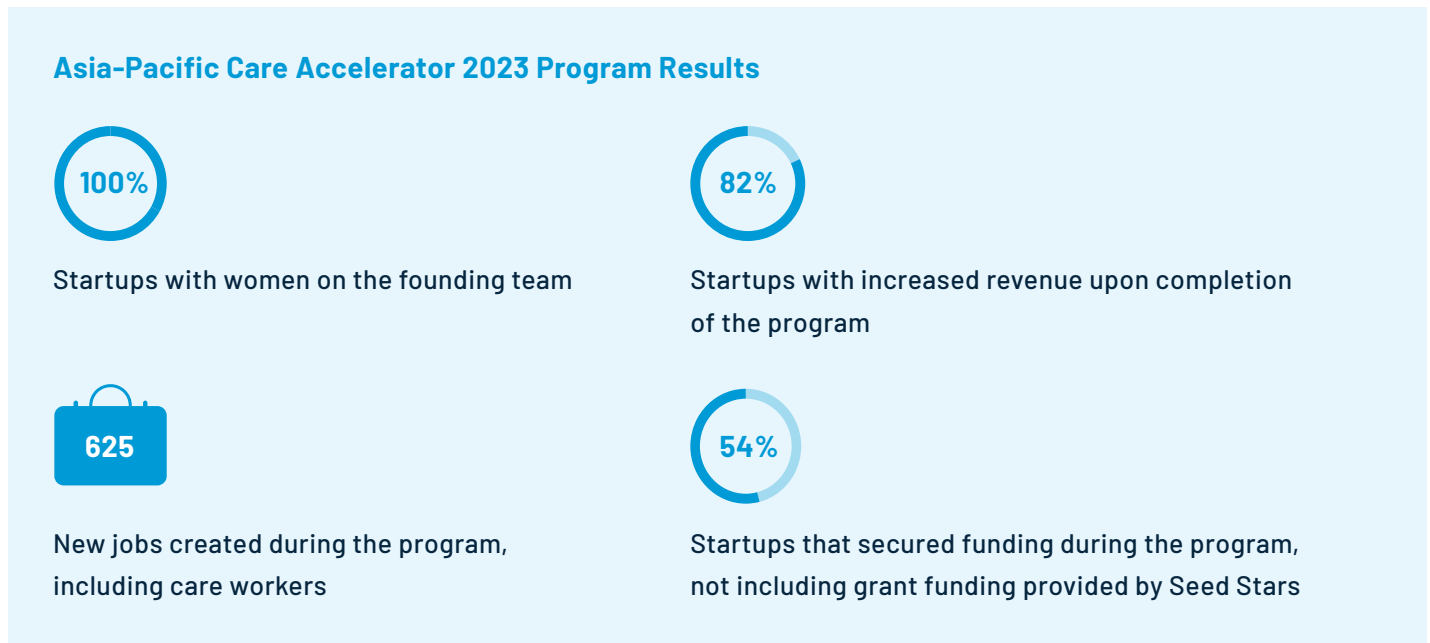 Asia-Pacific Care Accelerator 2023 Program Results
100%
Startups with women on the founding team
82%
Startups with increased revenue upon completion
of the program
625
New jobs created during the program,
including care workers
54%
Startups that secured funding during the program,
not including grant funding provided by Seed Stars